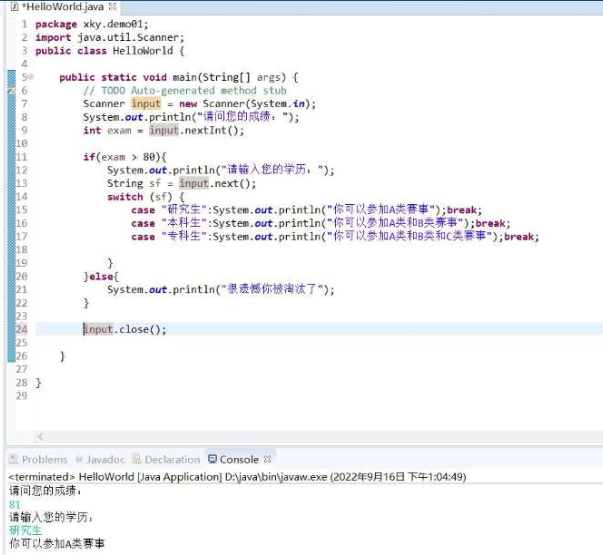 *HelloWorld.java
1 package xky.demo01;
2 import java.util.Scanner;
3 public class HelloWorld {
4
5 public static void main(String[] args) {
6 // TODO Auto-generated method stub
7 Scanner input = new Scanner(System.in);
8 System.out.println("请问您的成绩：");
9 int exam = input.nextInt();
10
11 if(exam > 80){
12 System.out.println("请输入您的学历：");
13 String sf = input.next();
14 switch (sf) {
15 case "研究生":System.out.println("你可以参加A类赛事");break;
16 case "本科生":System.out.println("你可以参加A类和B类赛事");break;
17 case "专科生":System.out.println("你可以参加A类和B类和C类赛事");break;
18
19 }
20 }else{
21 System.out.println("很遗憾你被淘汰了");
22 }
23
24 input.close();
25
26 }
27
28 }
29
Problems Javadoc Declaration Console
<terminated> HelloWorld [Java Application] D:\java\bin\javaw.exe (2022年9月16日 下午1:04:49)
请问您的成绩：
81
请输入您的学历：
研究生
你可以参加A类赛事